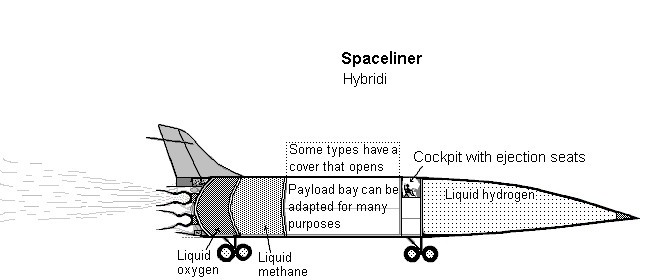 Spaceliner
Hybridi
Some types have a
cover that opens
Cockpit with ejection seats
Payload bay can be
adapted for many
purposes
Liquid hydrogen
Liquid
oxygen
Liquid
methane